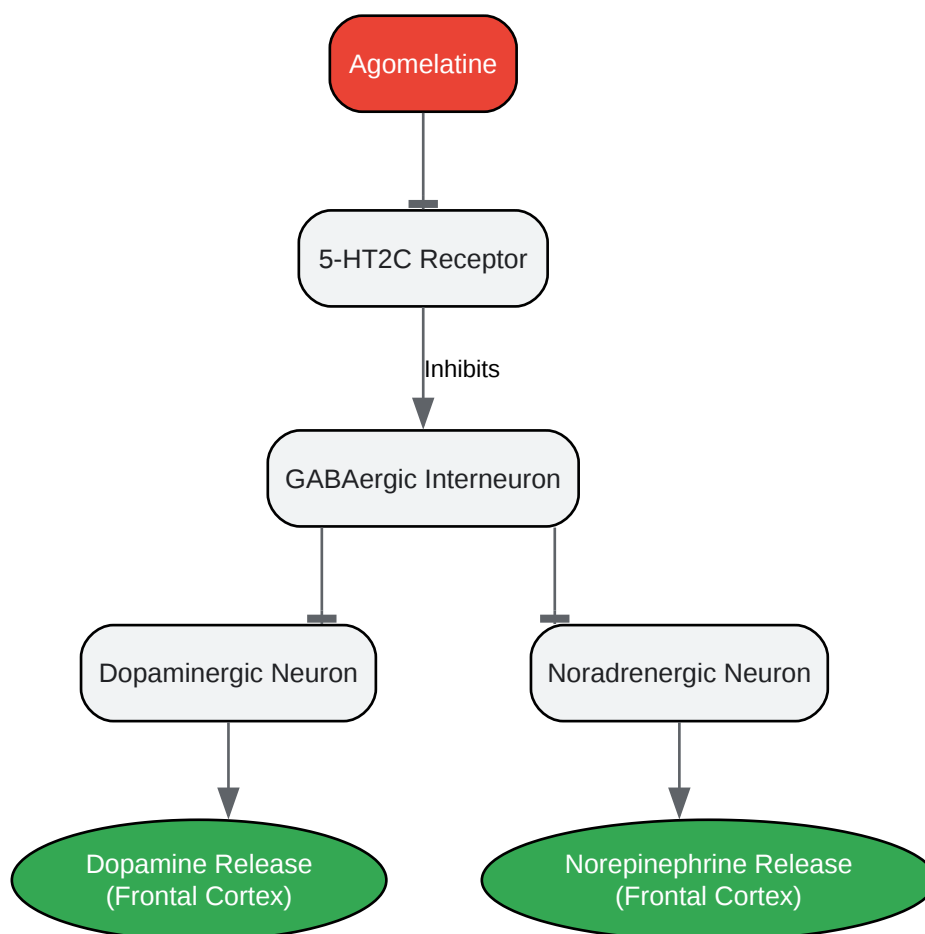 Agomelatine
5-HT2C Receptor
Inhibits
GABAergic Interneuron
Dopaminergic Neuron
Noradrenergic Neuron
Dopamine Release
(Frontal Cortex)
Norepinephrine Release
(Frontal Cortex)